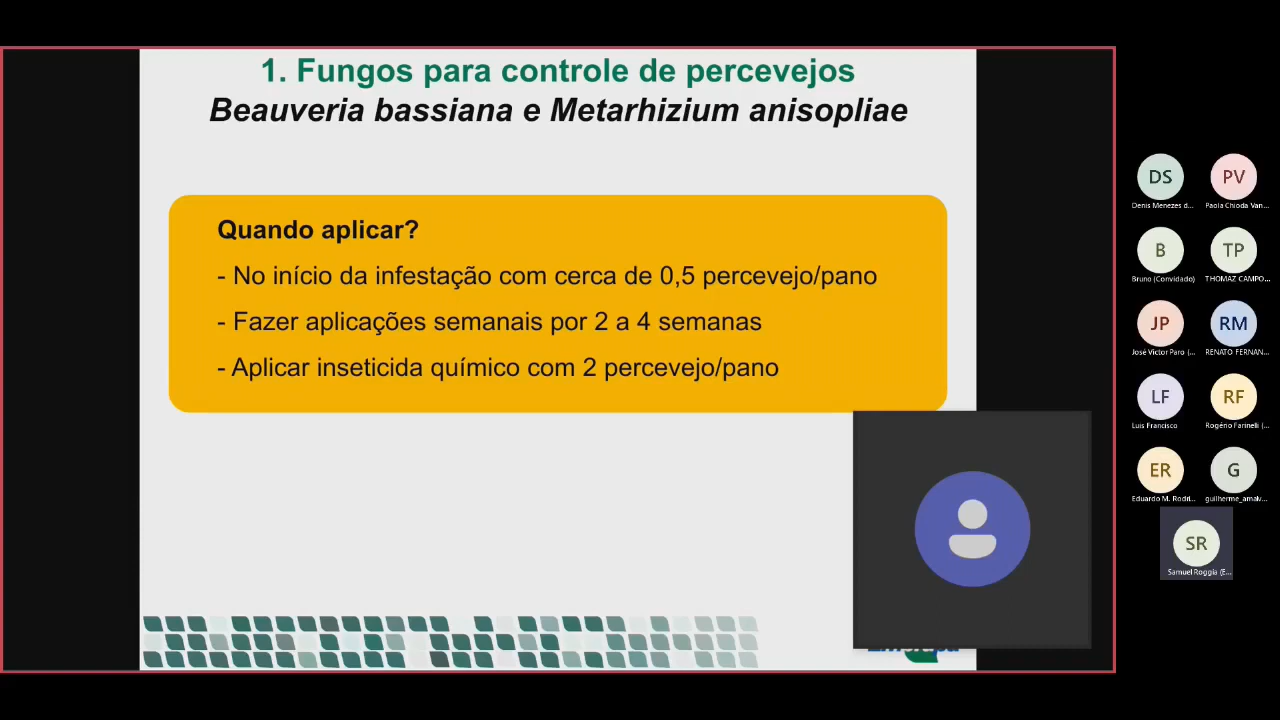 1. Fungos para controle de percevejos
Beauveria bassiana e Metarhizium anisopliae
Quando aplicar?
- No início da infestação com cerca de 0,5 percevejo/pano
- Fazer aplicações semanais por 2 a 4 semanas
- Aplicar inseticida químico com 2 percevejo/pano
DS PV
Denis Menezes d... Paola Chioda Van...
B TP
Bruno (Convidado) THOMAZ CAMPO...
JP RM
José Victor Paro (... RENATO FERNAN...
LF RF
Luis Francisco Rogério Farinelli (...
ER G
Eduardo M. Rodri... guilherme_amalv...
SR
Samuel Roggia (E...